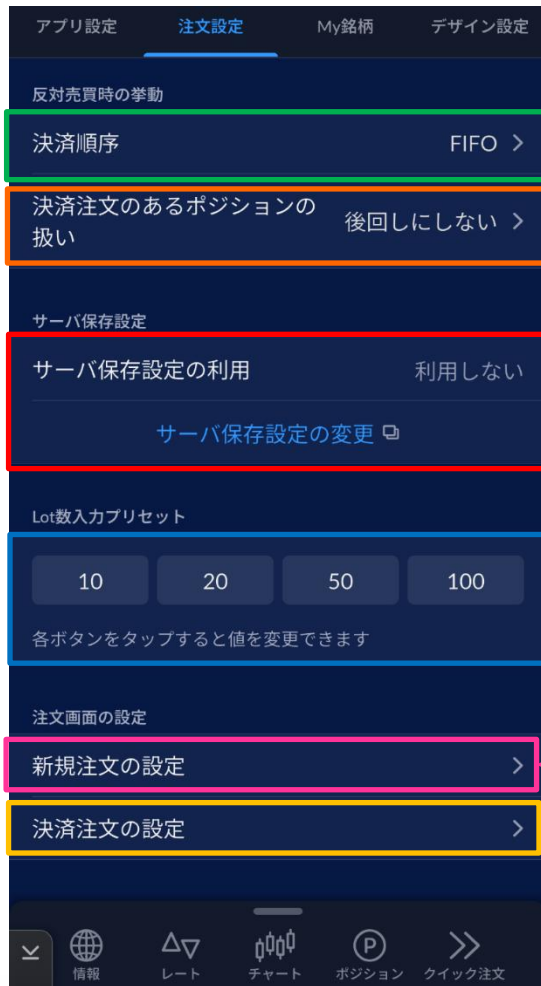 アプリ設定 注文設定 My銘柄 デザイン設定
反対売買時の挙動
決済順序 FIFO >
決済注文のあるポジションの
扱い
後回しにしない >
サーバ保存設定
サーバ保存設定の利用 利用しない
サーバ保存設定の変更
Lot数入力プリセット
10 20 50 100
各ボタンをタップすると値を変更できます
注文画面の設定
新規注文の設定 >
決済注文の設定 >
情報 レート チャート ポジション クイック注文